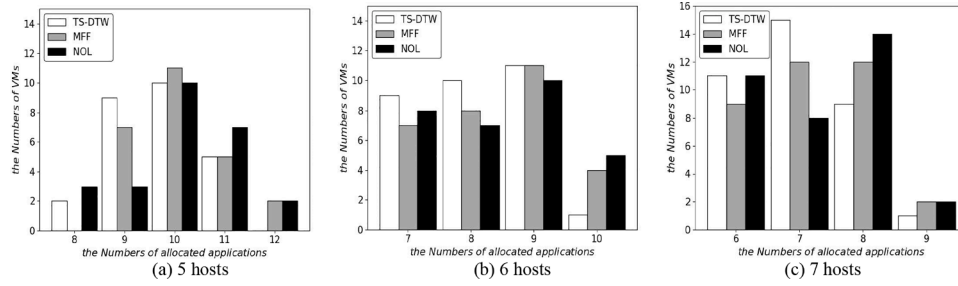 14
12
10
8
6
4
2
0
the Numbers of VMs
TS-DTW
MFF
NOL
8 9 10 11 12
the Numbers of allocated applications
(a) 5 hosts
14
12
10
8
6
4
2
0
the Numbers of VMs
TS-DTW
MFF
NOL
7 8 9 10
the Numbers of allocated applications
(b) 6 hosts
16
14
12
10
8
6
4
2
0
the Numbers of VMs
TS-DTW
MFF
NOL
6 7 8 9
the Numbers of allocated applications
(c) 7 hosts